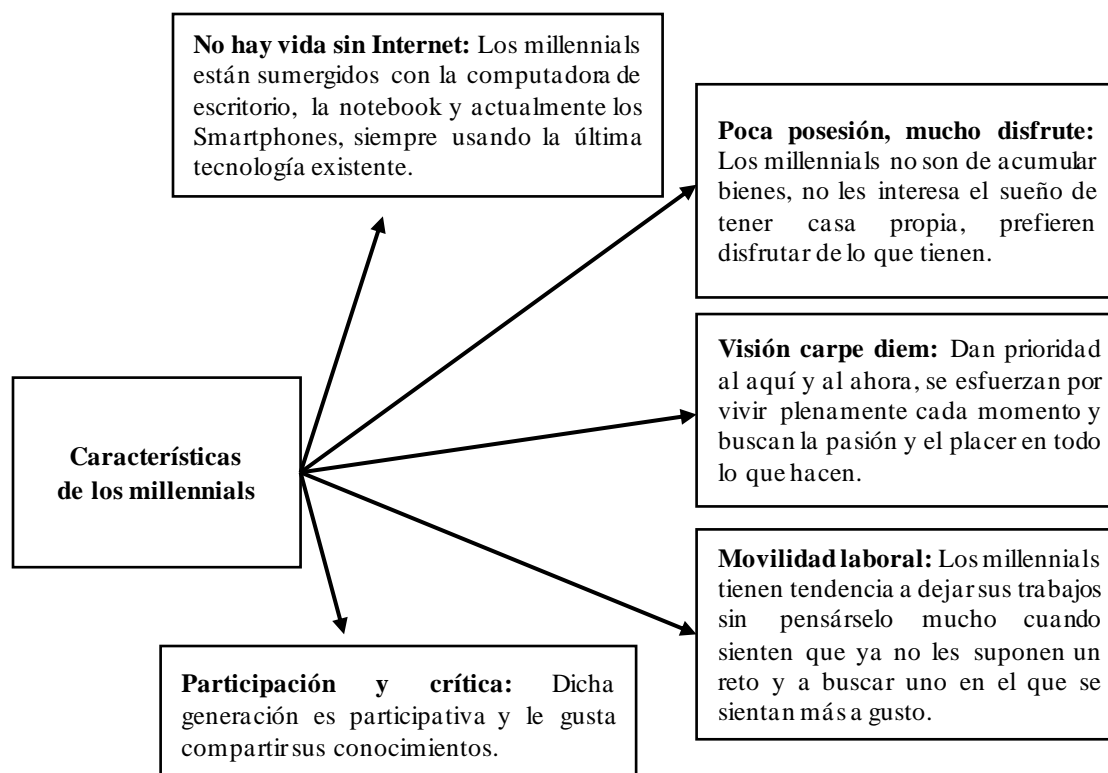 No hay vida sin Internet: Los millennials
están sumergidos con la computadora de
escritorio, la notebook y actualmente los
Smartphones, siempre usando la última
tecnología existente.
Poca posesión, mucho disfrute:
Los millennials no son de acumular
bienes, no les interesa el sueño de
tener casa propia, prefieren
disfrutar de lo que tienen.
Visión carpe diem: Dan prioridad
al aquí y al ahora, se esfuerzan por
vivir plenamente cada momento y
buscan la pasión y el placer en todo
lo que hacen.
Características
de los millennials
Movilidad laboral: Los millennials
tienen tendencia a dejar sus trabajos
sin pensárselo mucho cuando
sienten que ya no les suponen un
reto y a buscar uno en el que se
sientan más a gusto.
Participación y crítica: Dicha
generación es participativa y le gusta
compartir sus conocimientos.